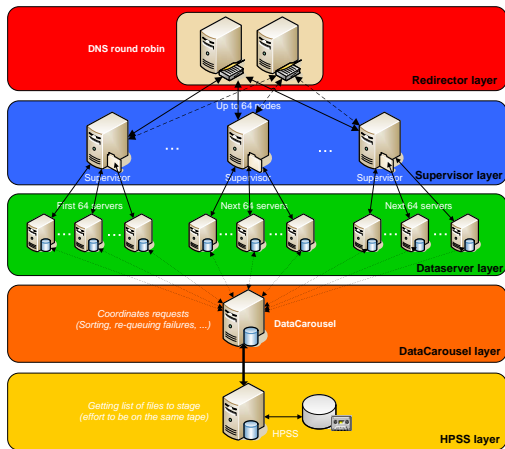 DNS round robin
Redirector layer
Up to 64 nodes
... ...
Supervisor Supervisor Supervisor
Supervisor layer
First 64 servers Next 64 servers Next 64 servers
... ... ... ... ... ...
Dataserver layer
Coordinates requests
(Sorting, re-queuing failures, ...)
DataCarousel
DataCarousel layer
Getting list of files to stage
(effort to be on the same tape)
HPSS
HPSS layer